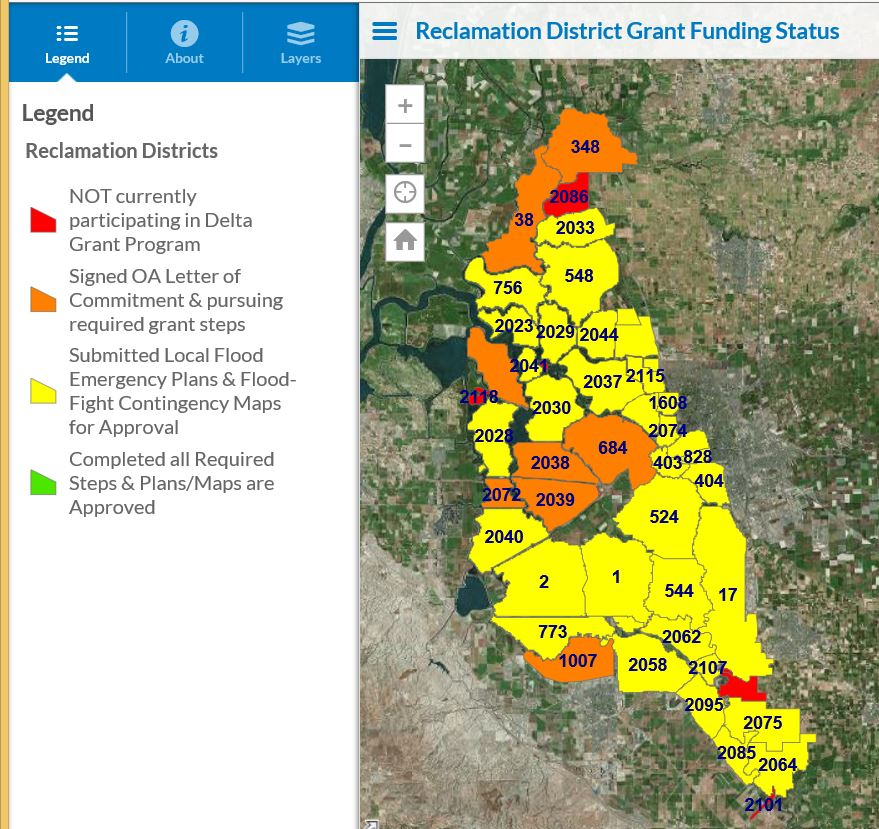 Legend
About
Layers
Reclamation District Grant Funding Status
Legend
Reclamation Districts
NOT currently
participating in Delta
Grant Program
Signed OA Letter of
Commitment & pursuing
required grant steps
Submitted Local Flood
Emergency Plans & Flood-
Fight Contingency Maps
for Approval
Completed all Required
Steps & Plans/Maps are
Approved
+
−
348
2086
38
2033
548
756
2023
2029
2044
2041
2037
2115
2118
2030
1608
2028
2074
684
828
403
2038
404
2072
2039
524
2040
2
1
544
17
773
2062
1007
2058
2107
2095
2075
2085
2064
2101